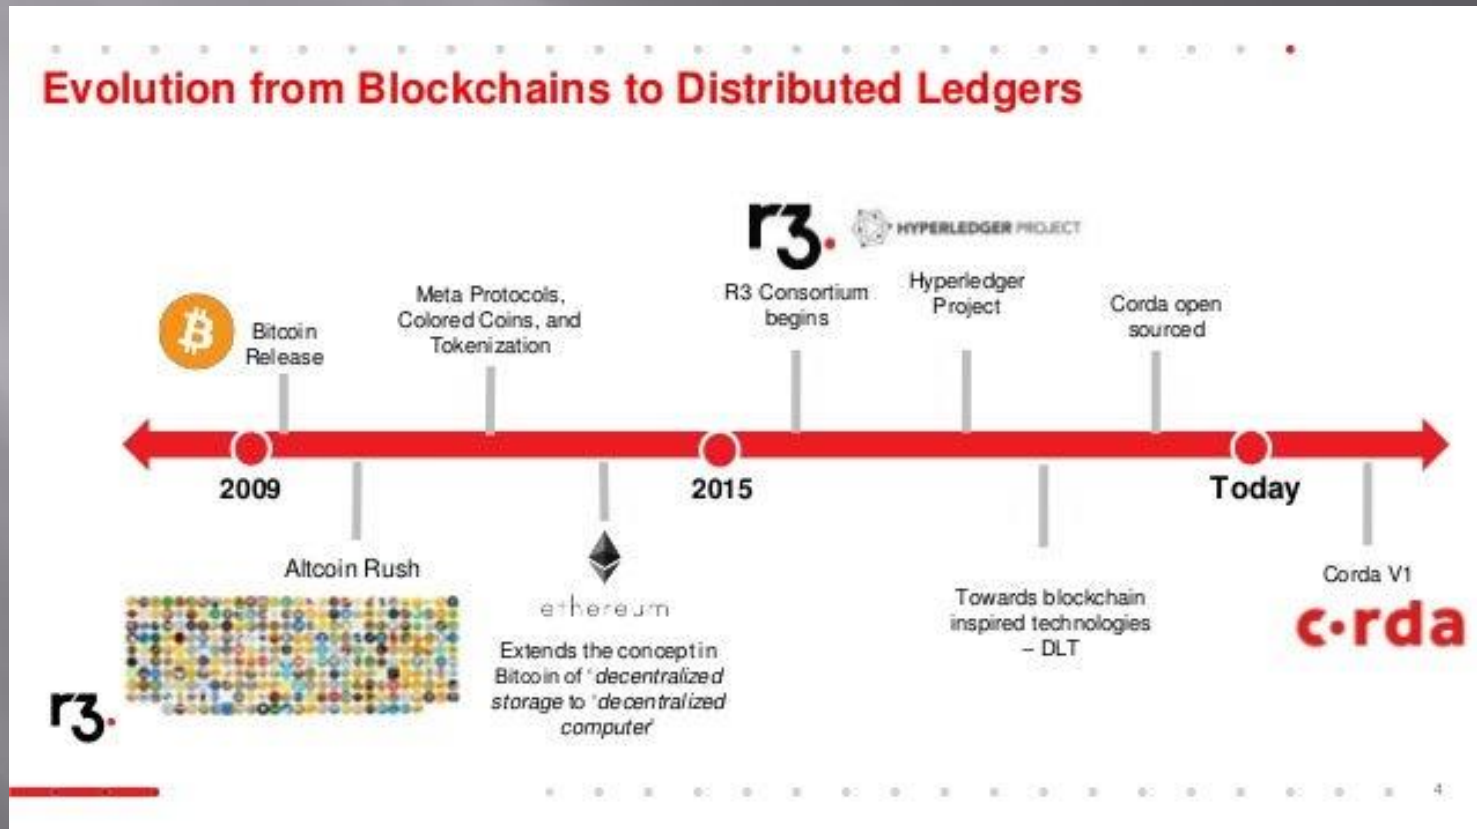 Evolution from Blockchains to Distributed Ledgers
r3.
HYPERLEDGER PROJECT
Bitcoin
Release
Meta Protocols,
Colored Coins, and
Tokenization
R3 Consortium
begins
Hyperledger
Project
Corda open
sourced
2009
2015
Today
Altcoin Rush
ethereum
Extends the concept in
Bitcoin of ‘decentralized
storage to ‘decentralized
computer’
Towards blockchain
inspired technologies
– DLT
Corda V1
c•rda
r3.
4